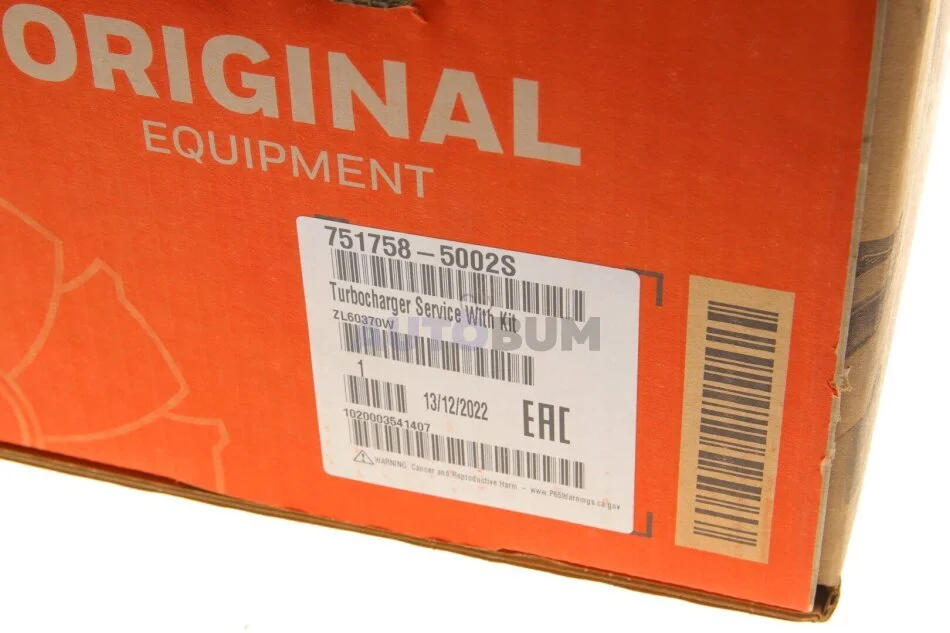 ORIGINAL
EQUIPMENT
751758-5002S
Turbocharger Service With Kit
ZL60370W
AUTOBUM
1
13/12/2022
EAC
1020003541407
WARNING: Cancer and Reproductive Harm - www.P65Warnings.ca.gov